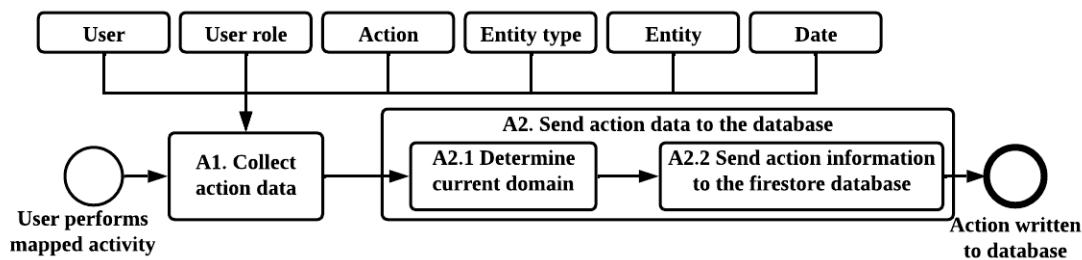 User
User role
Action
Entity type
Entity
Date
A2. Send action data to the database
A1. Collect
action data
A2.1 Determine
current domain
A2.2 Send action information
to the firestore database
User performs
mapped activity
Action written
to database